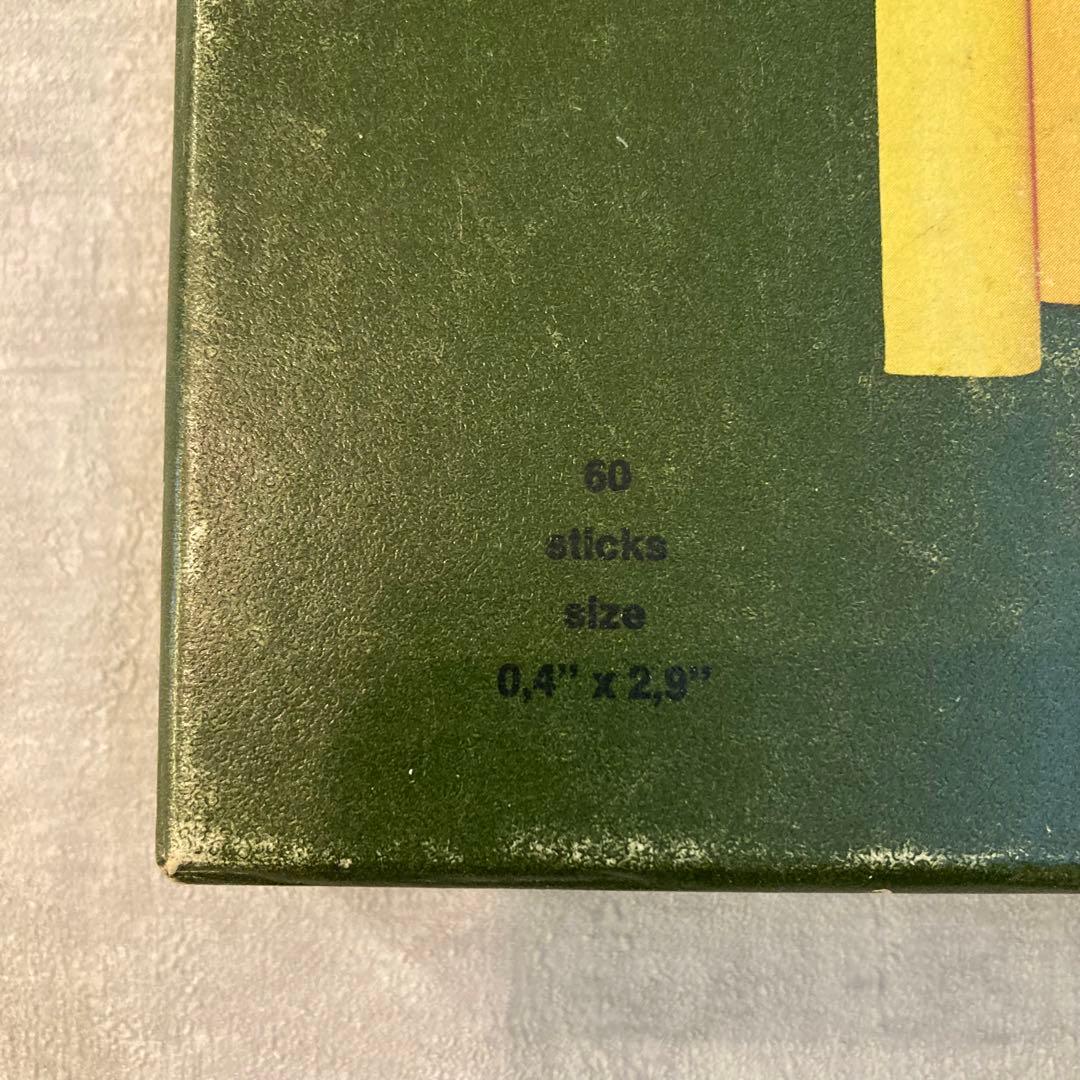 60
sticks
size
0,4” x 2,9”